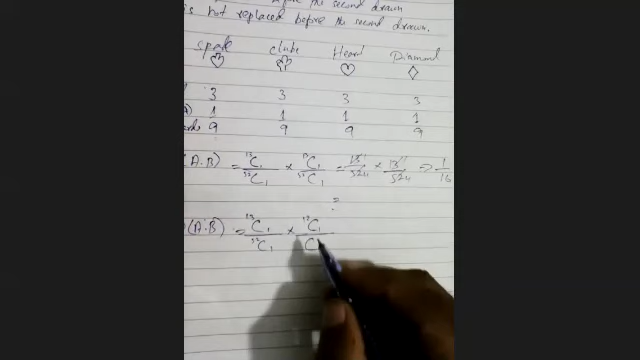 before the second drawn
is not replaced before the second drawn.
spade clubs Heart Diamond
3 3 3 3
1 1 1 1
9 9 9 9
(A.B) = ¹³C₁/⁵²C₁ × ¹³C₁/⁵²C₁ = 13/52 × 13/52 ⇒ 1/16
=
(A.B) = ¹³C₁/⁵²C₁ × ¹³C₁/C